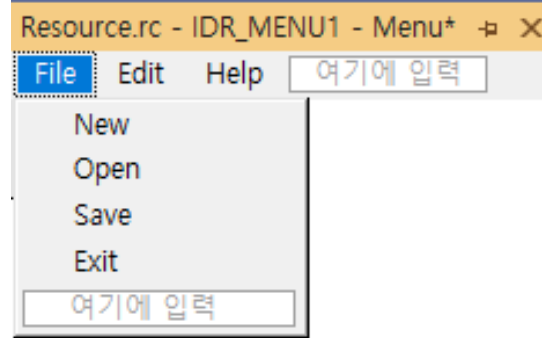 Resource.rc - IDR_MENU1 - Menu*
File Edit Help 여기에 입력
New
Open
Save
Exit
여기에 입력